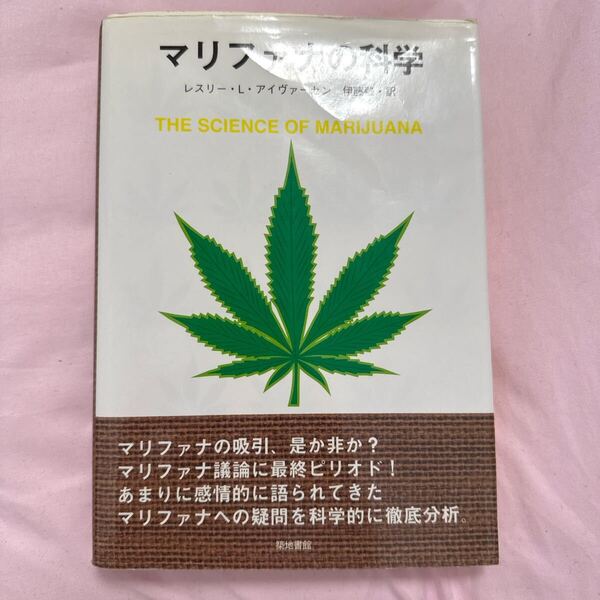 マリファナの科学
レスリー・L・アイヴァーセン 伊藤 ・訳
THE SCIENCE OF MARIJUANA
マリファナの吸引、是か非か?
マリファナ議論に最終ピリオド!
あまりに感情的に語られてきた
マリファナへの疑問を科学的に徹底分析。
築地書館